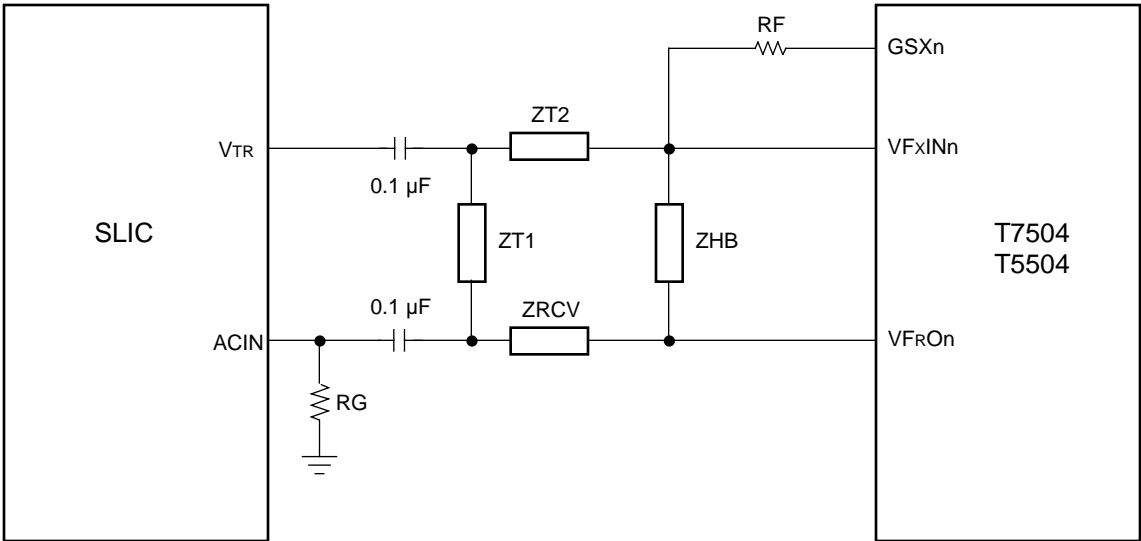 RF
GSXn
ZT2
VTR
VFXINn
0.1 µF
SLIC
ZT1
ZHB
T7504
T5504
0.1 µF
ZRCV
ACIN
VFROn
RG